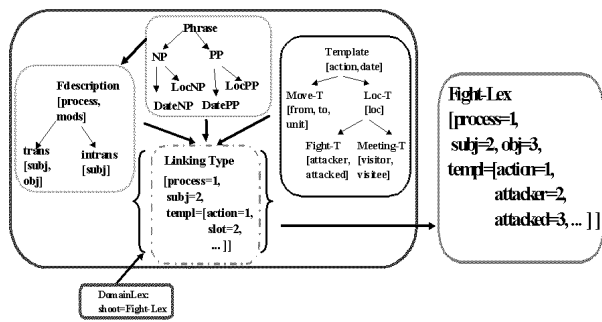 Phrase
NP PP
LocNP LocPP
DateNP DatePP
Fdescription
[process,
mods]
trans
[subj,
obj]
intrans
[subj]
Template
[action,date]
Move-T
[from, to,
unit]
Loc-T
[loc]
Fight-T
[attacker,
attacked]
Meeting-T
[visitor,
visitee]
Linking Type
[process=1,
subj=2,
templ=[action=1,
slot=2,
... ]]
Fight-Lex
[process=1,
subj=2, obj=3,
templ=[action=1,
attacker=2,
attacked=3, ... ] ]
DomainLex:
shoot=Fight-Lex